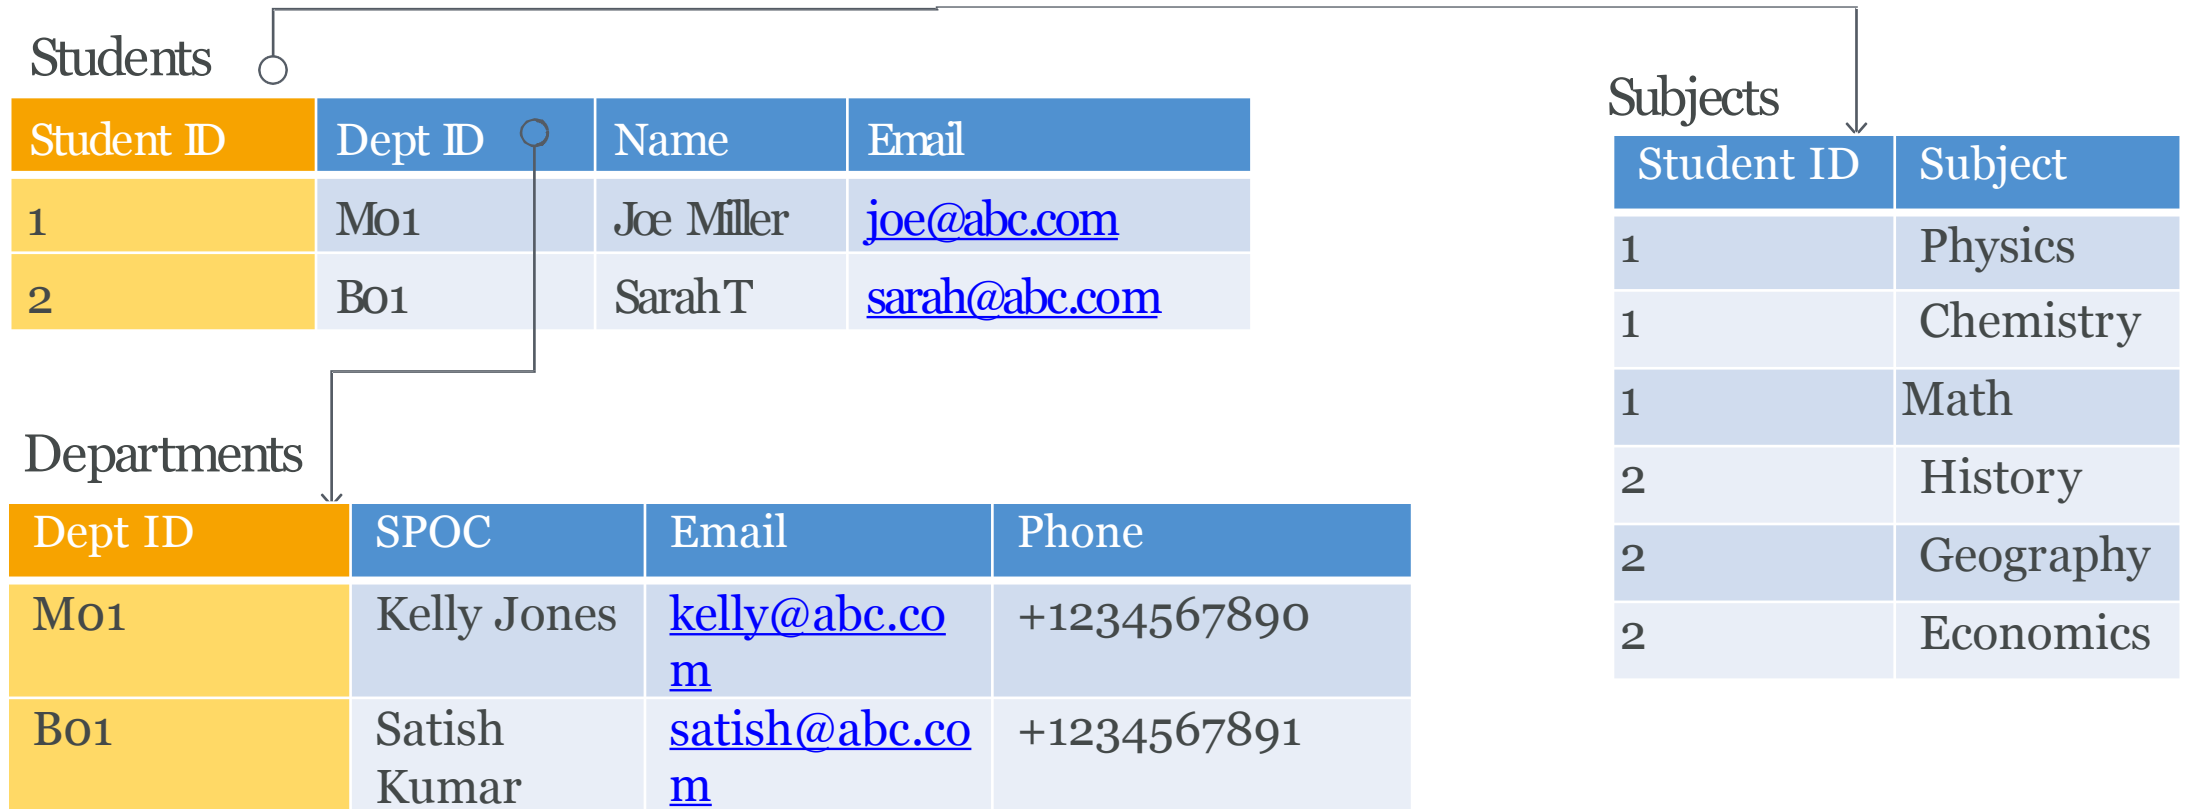 Students
Student ID Dept ID Name Email
1 M01 Joe Miller joe@abc.com
2 B01 Sarah T sarah@abc.com
Subjects
Student ID Subject
1 Physics
1 Chemistry
1 Math
2 History
2 Geography
2 Economics
Departments
Dept ID SPOC Email Phone
M01 Kelly Jones kelly@abc.co +1234567890
m
B01 Satish satish@abc.co +1234567891
Kumar m